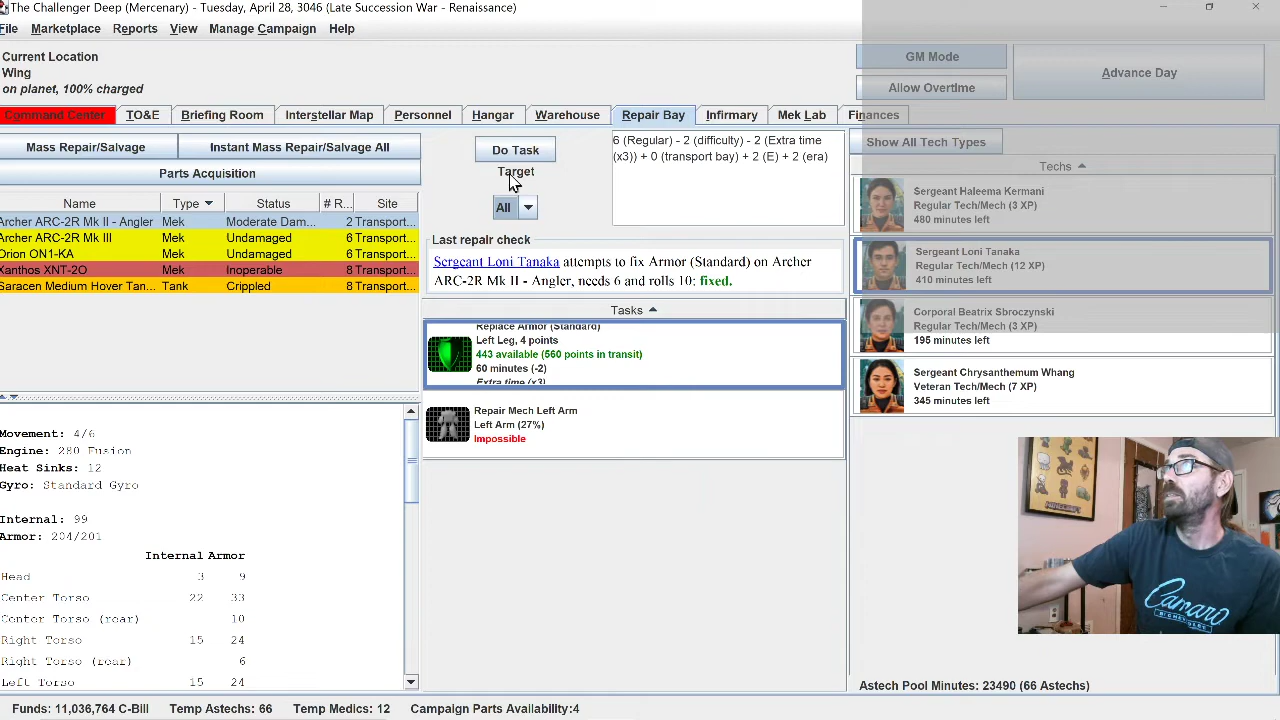 The Challenger Deep (Mercenary) - Tuesday, April 28, 3046 (Late Succession War - Renaissance)
File Marketplace Reports View Manage Campaign Help
Current Location
Wing
on planet, 100% charged
GM Mode
Allow Overtime
Advance Day
Command Center TO&E Briefing Room Interstellar Map Personnel Hangar Warehouse Repair Bay Infirmary Mek Lab Finances
Mass Repair/Salvage Instant Mass Repair/Salvage All
Parts Acquisition
Name Type Status # R... Site
Archer ARC-2R Mk II - Angler Mek Moderate Dam... 2 Transport...
Archer ARC-2R Mk III Mek Undamaged 6 Transport...
Orion ON1-KA Mek Undamaged 6 Transport...
Xanthos XNT-2O Mek Inoperable 8 Transport...
Saracen Medium Hover Tan... Tank Crippled 8 Transport...
Movement: 4/6
Engine: 280 Fusion
Heat Sinks: 12
Gyro: Standard Gyro
Internal: 99
Armor: 204/201
Internal Armor
Head 3 9
Center Torso 22 33
Center Torso (rear) 10
Right Torso 15 24
Right Torso (rear) 6
Left Torso 15 24
Do Task
Target
All
6 (Regular) - 2 (difficulty) - 2 (Extra time
(x3)) + 0 (transport bay) + 2 (E) + 2 (era)
Last repair check
Sergeant Loni Tanaka attempts to fix Armor (Standard) on Archer
ARC-2R Mk II - Angler, needs 6 and rolls 10: fixed.
Tasks
Replace Armor (Standard)
Left Leg, 4 points
443 available (560 points in transit)
60 minutes (-2)
Extra time (x3)
Repair Mech Left Arm
Left Arm (27%)
Impossible
Show All Tech Types
Techs
Sergeant Haleema Kermani
Regular Tech/Mech (3 XP)
480 minutes left
Sergeant Loni Tanaka
Regular Tech/Mech (12 XP)
410 minutes left
Corporal Beatrix Sbroczynski
Regular Tech/Mech (3 XP)
195 minutes left
Sergeant Chrysanthemum Whang
Veteran Tech/Mech (7 XP)
345 minutes left
Camaro
Astech Pool Minutes: 23490 (66 Astechs)
Funds: 11,036,764 C-Bill Temp Astechs: 66 Temp Medics: 12 Campaign Parts Availability:4